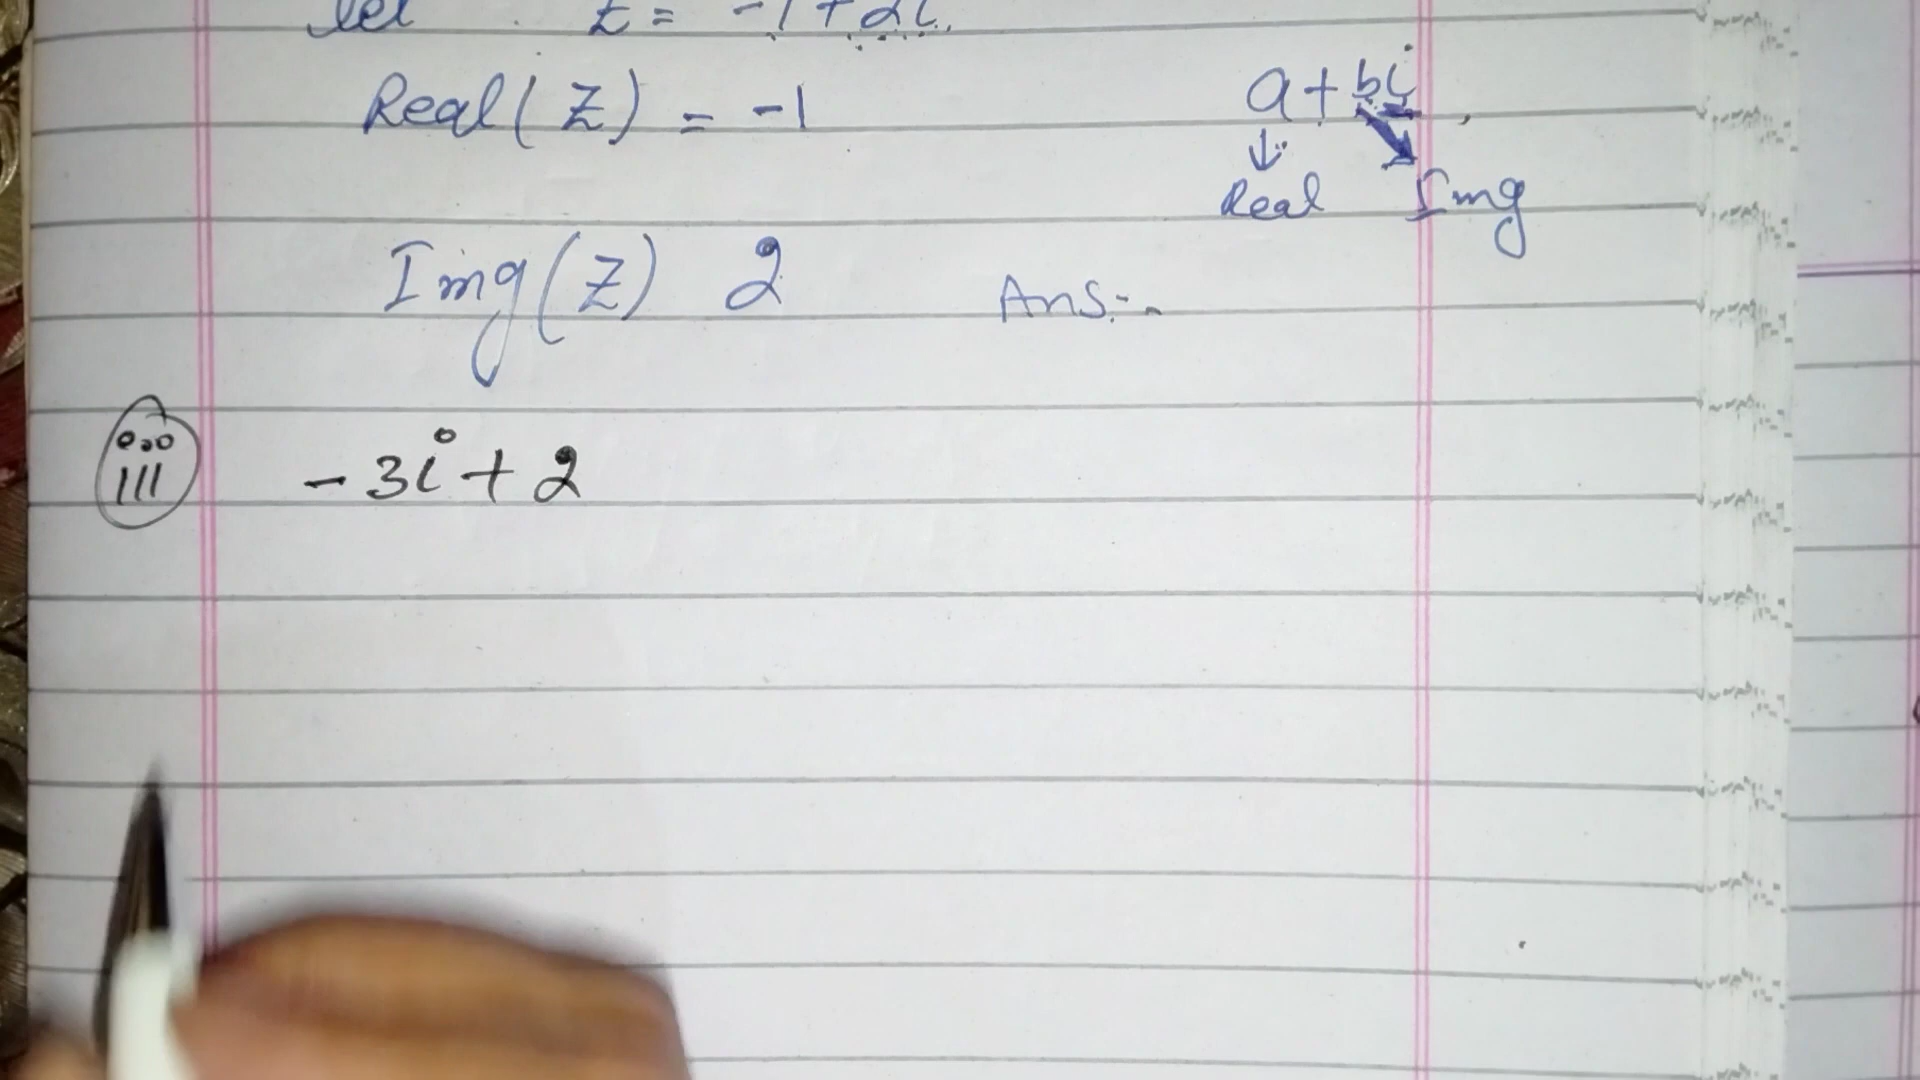 let z = -1+2i.
Real(Z) = -1
a+bi,
↓
Real Img
Img(Z) 2 Ans:-
iii -3i+2